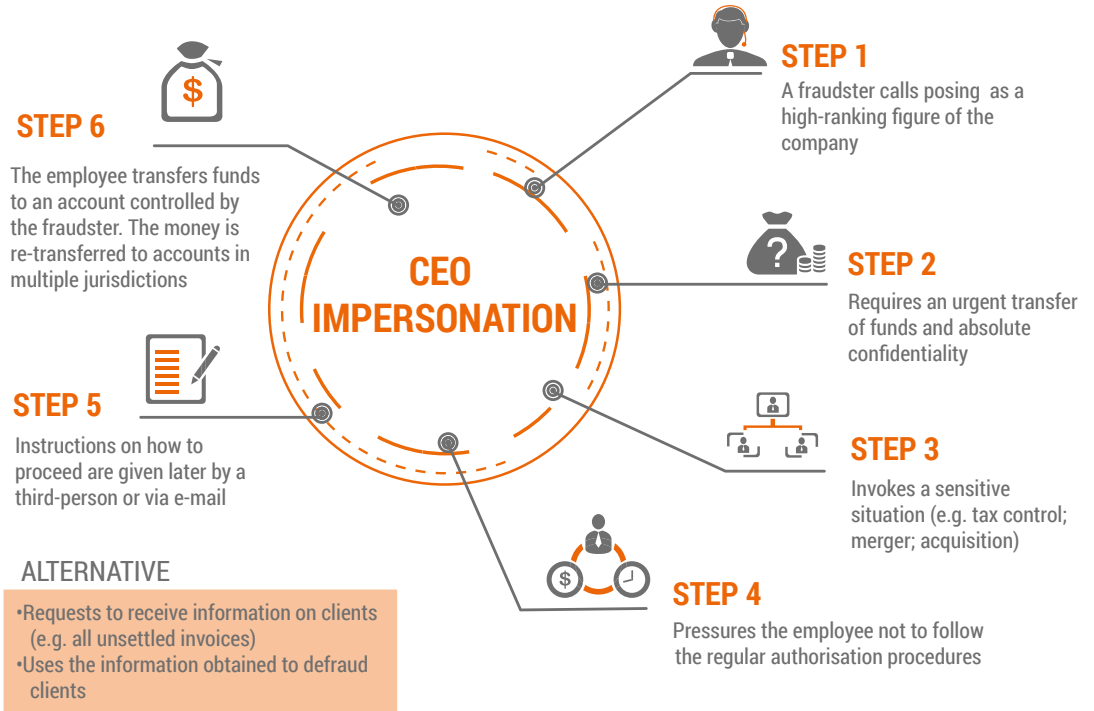 CEO
IMPERSONATION
STEP 1
A fraudster calls posing as a
high-ranking figure of the
company
STEP 2
Requires an urgent transfer
of funds and absolute
confidentiality
STEP 3
Invokes a sensitive
situation (e.g. tax control;
merger; acquisition)
STEP 4
Pressures the employee not to follow
the regular authorisation procedures
STEP 5
Instructions on how to
proceed are given later by a
third-person or via e-mail
STEP 6
The employee transfers funds
to an account controlled by
the fraudster. The money is
re-transferred to accounts in
multiple jurisdictions
ALTERNATIVE
•Requests to receive information on clients
(e.g. all unsettled invoices)
•Uses the information obtained to defraud
clients